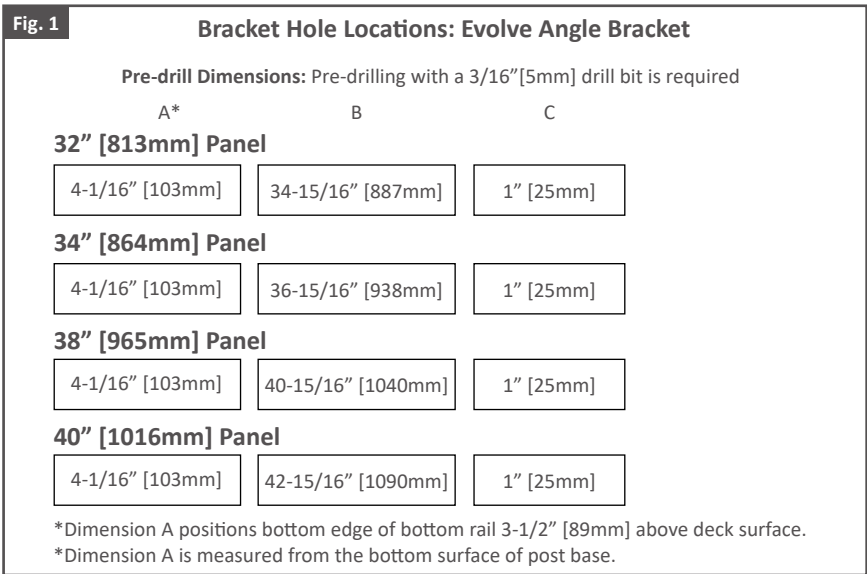 Fig. 1
Bracket Hole Locations: Evolve Angle Bracket
Pre-drill Dimensions: Pre-drilling with a 3/16”[5mm] drill bit is required
A* B C
32” [813mm] Panel
4-1/16” [103mm] 34-15/16” [887mm] 1” [25mm]
34” [864mm] Panel
4-1/16” [103mm] 36-15/16” [938mm] 1” [25mm]
38” [965mm] Panel
4-1/16” [103mm] 40-15/16” [1040mm] 1” [25mm]
40” [1016mm] Panel
4-1/16” [103mm] 42-15/16” [1090mm] 1” [25mm]
*Dimension A positions bottom edge of bottom rail 3-1/2” [89mm] above deck surface.
*Dimension A is measured from the bottom surface of post base.